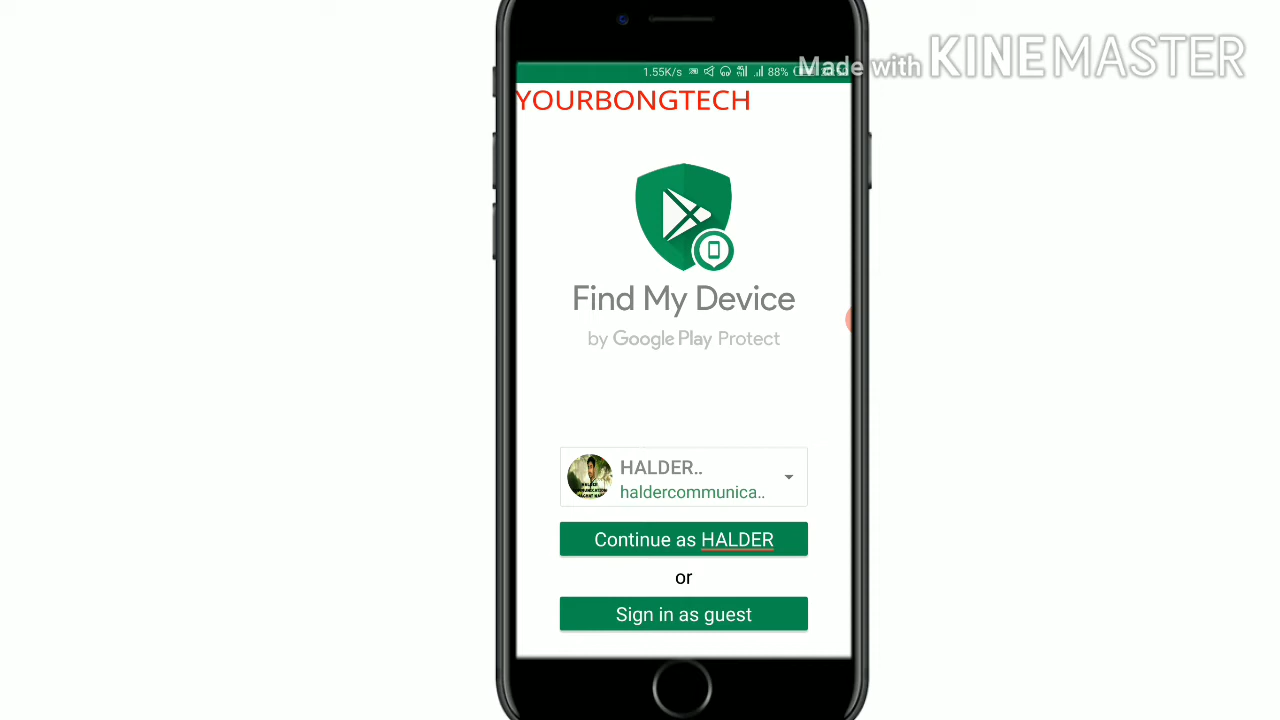 Made with KINEMASTER
1.55K/s 88%
YOURBONGTECH
Find My Device
by Google Play Protect
HALDER..
haldercommunica..
Continue as HALDER
or
Sign in as guest